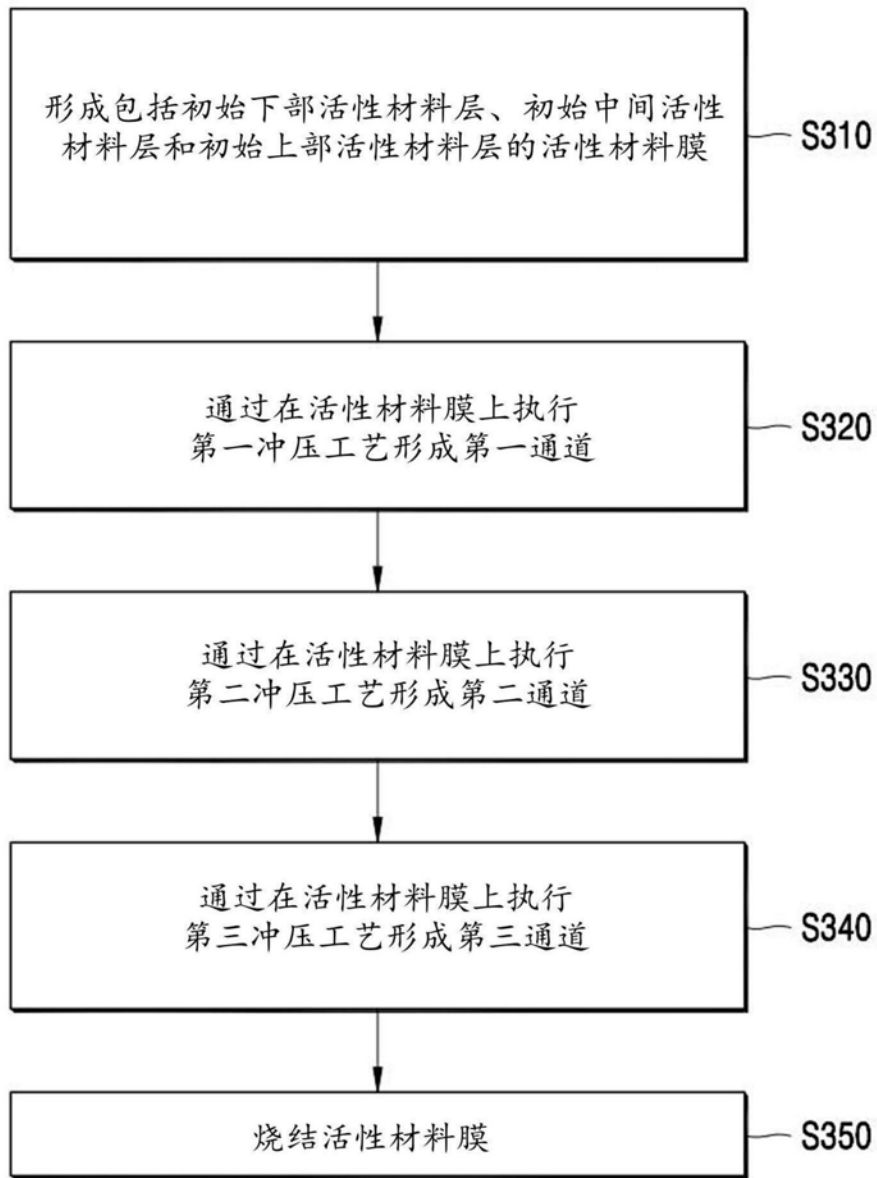 形成包括初始下部活性材料层、初始中间活性
材料层和初始上部活性材料层的活性材料膜
S310
通过在活性材料膜上执行
第一冲压工艺形成第一通道
S320
通过在活性材料膜上执行
第二冲压工艺形成第二通道
S330
通过在活性材料膜上执行
第三冲压工艺形成第三通道
S340
烧结活性材料膜
S350